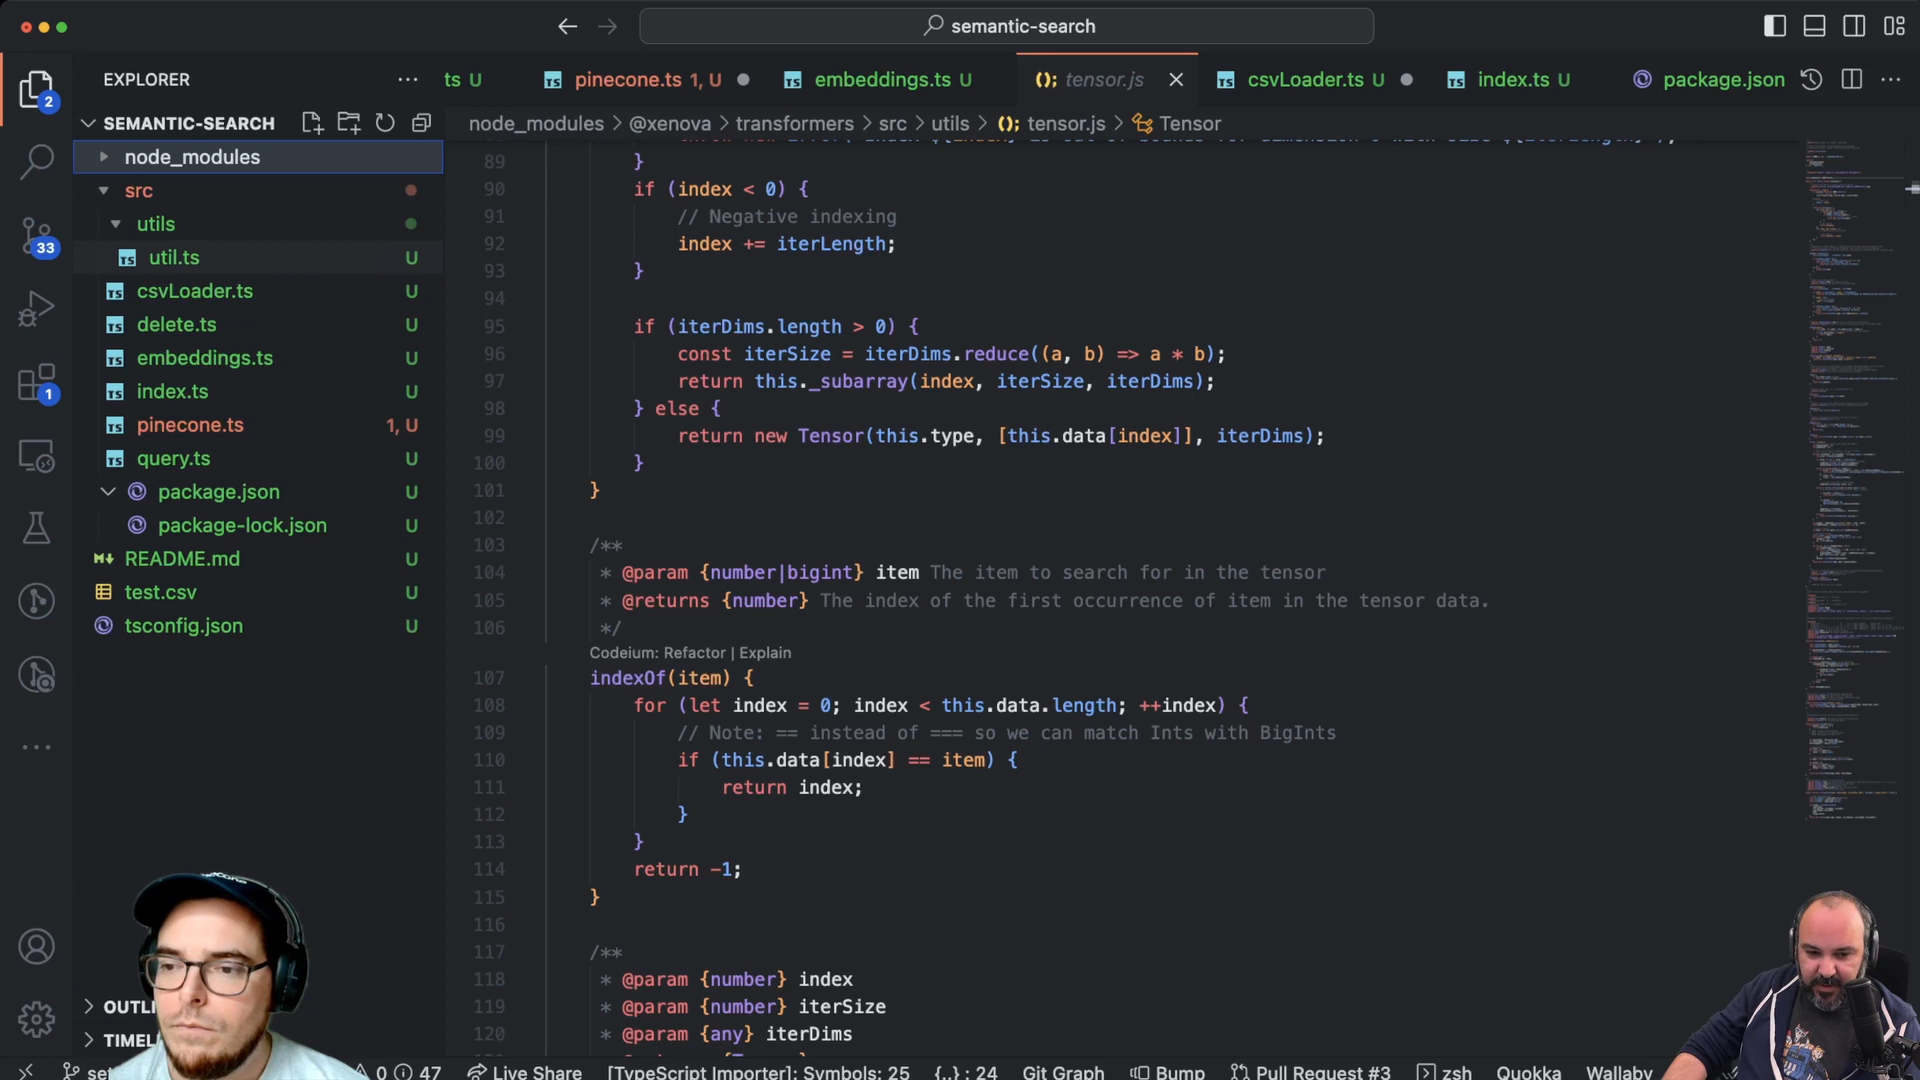 semantic-search
EXPLORER
ts U
pinecone.ts 1, U
embeddings.ts U
tensor.js
csvLoader.ts U
index.ts U
package.json
SEMANTIC-SEARCH
node_modules > @xenova > transformers > src > utils > tensor.js > Tensor
node_modules
src
utils
util.ts U
csvLoader.ts U
delete.ts U
embeddings.ts U
index.ts U
pinecone.ts 1, U
query.ts U
package.json U
package-lock.json U
README.md U
test.csv U
tsconfig.json U
2
33
1
89 }
90 if (index < 0) {
91 // Negative indexing
92 index += iterLength;
93 }
94
95 if (iterDims.length > 0) {
96 const iterSize = iterDims.reduce((a, b) => a * b);
97 return this._subarray(index, iterSize, iterDims);
98 } else {
99 return new Tensor(this.type, [this.data[index]], iterDims);
100 }
101 }
102
103 /**
104 * @param {number|bigint} item The item to search for in the tensor
105 * @returns {number} The index of the first occurrence of item in the tensor data.
106 */
Codeium: Refactor | Explain
107 indexOf(item) {
108 for (let index = 0; index < this.data.length; ++index) {
109 // Note: == instead of === so we can match Ints with BigInts
110 if (this.data[index] == item) {
111 return index;
112 }
113 }
114 return -1;
115 }
116
117 /**
118 * @param {number} index
119 * @param {number} iterSize
120 * @param {any} iterDims
OUTLI
TIMEL
set
0 47
Live Share
[TypeScript Importer]: Symbols: 25
{..} : 24
Git Graph
Bump
Pull Request #3
zsh
Quokka
Wallaby